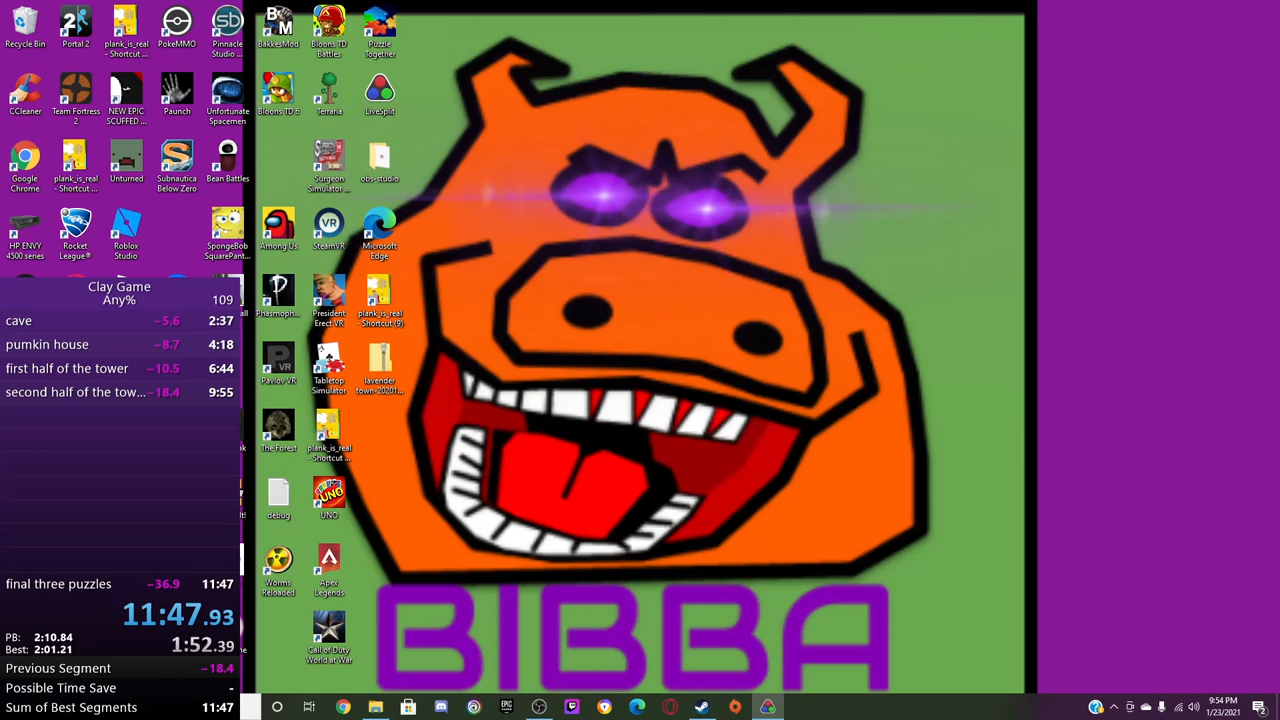 Recycle Bin
Portal 2
plank_is_real
- Shortcut ...
PokeMMO
Pinnacle
Studio ...
BakkesMod
Bloons TD
Battles
Puzzle
Together
CCleaner
Team Fortress
2
NEW EPIC
SCUFFED ...
Paunch
Unfortunate
Spacemen
Bloons TD 6
Terraria
LiveSplit
Google
Chrome
plank_is_real
- Shortcut ...
Unturned
Subnautica
Below Zero
Bean Battles
Surgeon
Simulator ...
obs-studio
HP ENVY
4500 series
Rocket
League®
Roblox
Studio
SpongeBob
SquarePant...
Among Us
SteamVR
Microsoft
Edge
Phasmoph...
President
Erect VR
plank_is_real
- Shortcut (9)
Pavlov VR
Tabletop
Simulator
lavender
town-20201...
The Forest
plank_is_real
- Shortcut ...
debug
UNO
Worms
Reloaded
Apex
Legends
Call of Duty
World at War
Clay Game
Any% 109
cave −5.6 2:37
pumkin house −8.7 4:18
first half of the tower −10.5 6:44
second half of the tow... −18.4 9:55
final three puzzles −36.9 11:47
11:47.93
PB: 2:10.84
Best: 2:01.21
1:52.39
Previous Segment −18.4
Possible Time Save -
Sum of Best Segments 11:47
BIBBA
9:54 PM
1/23/2021
2